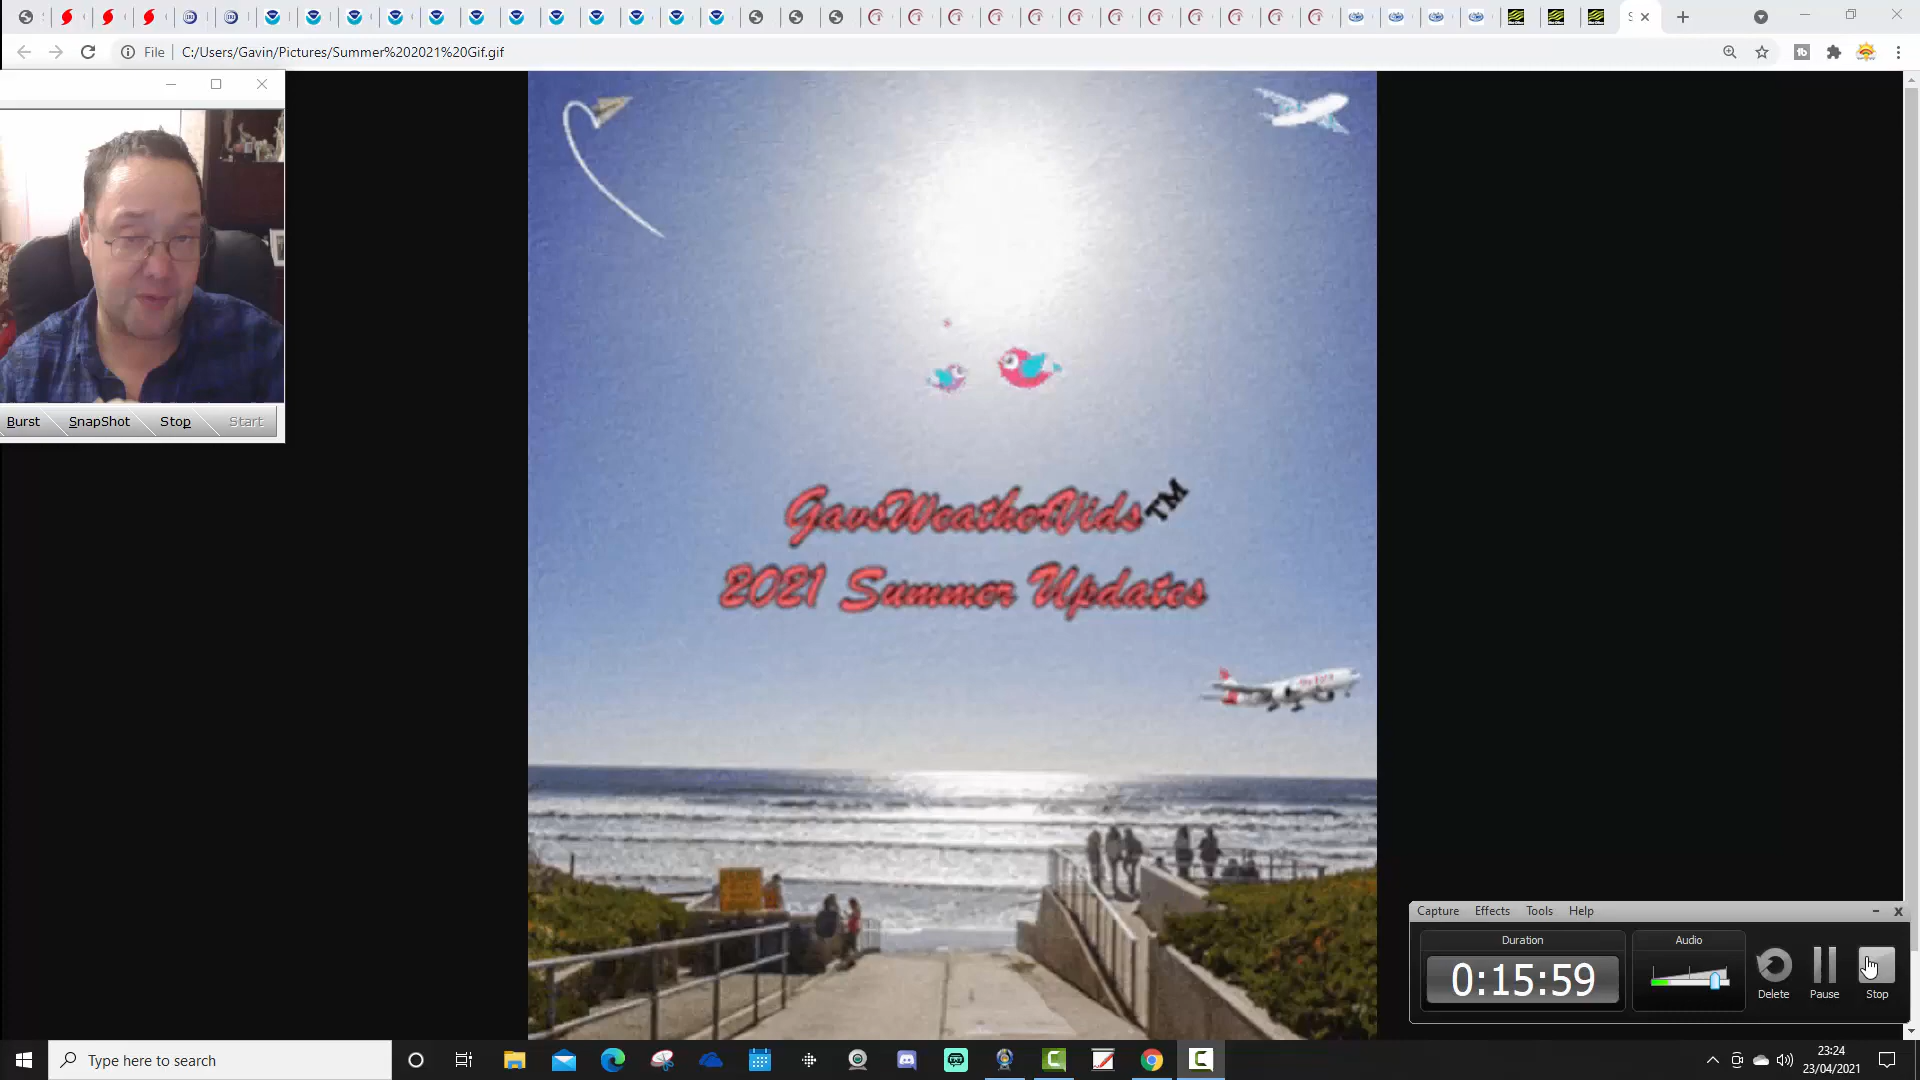 File
C:/Users/Gavin/Pictures/Summer%202021%20Gif.gif
Burst
SnapShot
Stop
Start
GavsWeatherVids™
2021 Summer Updates
Capture
Effects
Tools
Help
Duration
Audio
0:15:59
Delete
Pause
Stop
Type here to search
23:24
23/04/2021